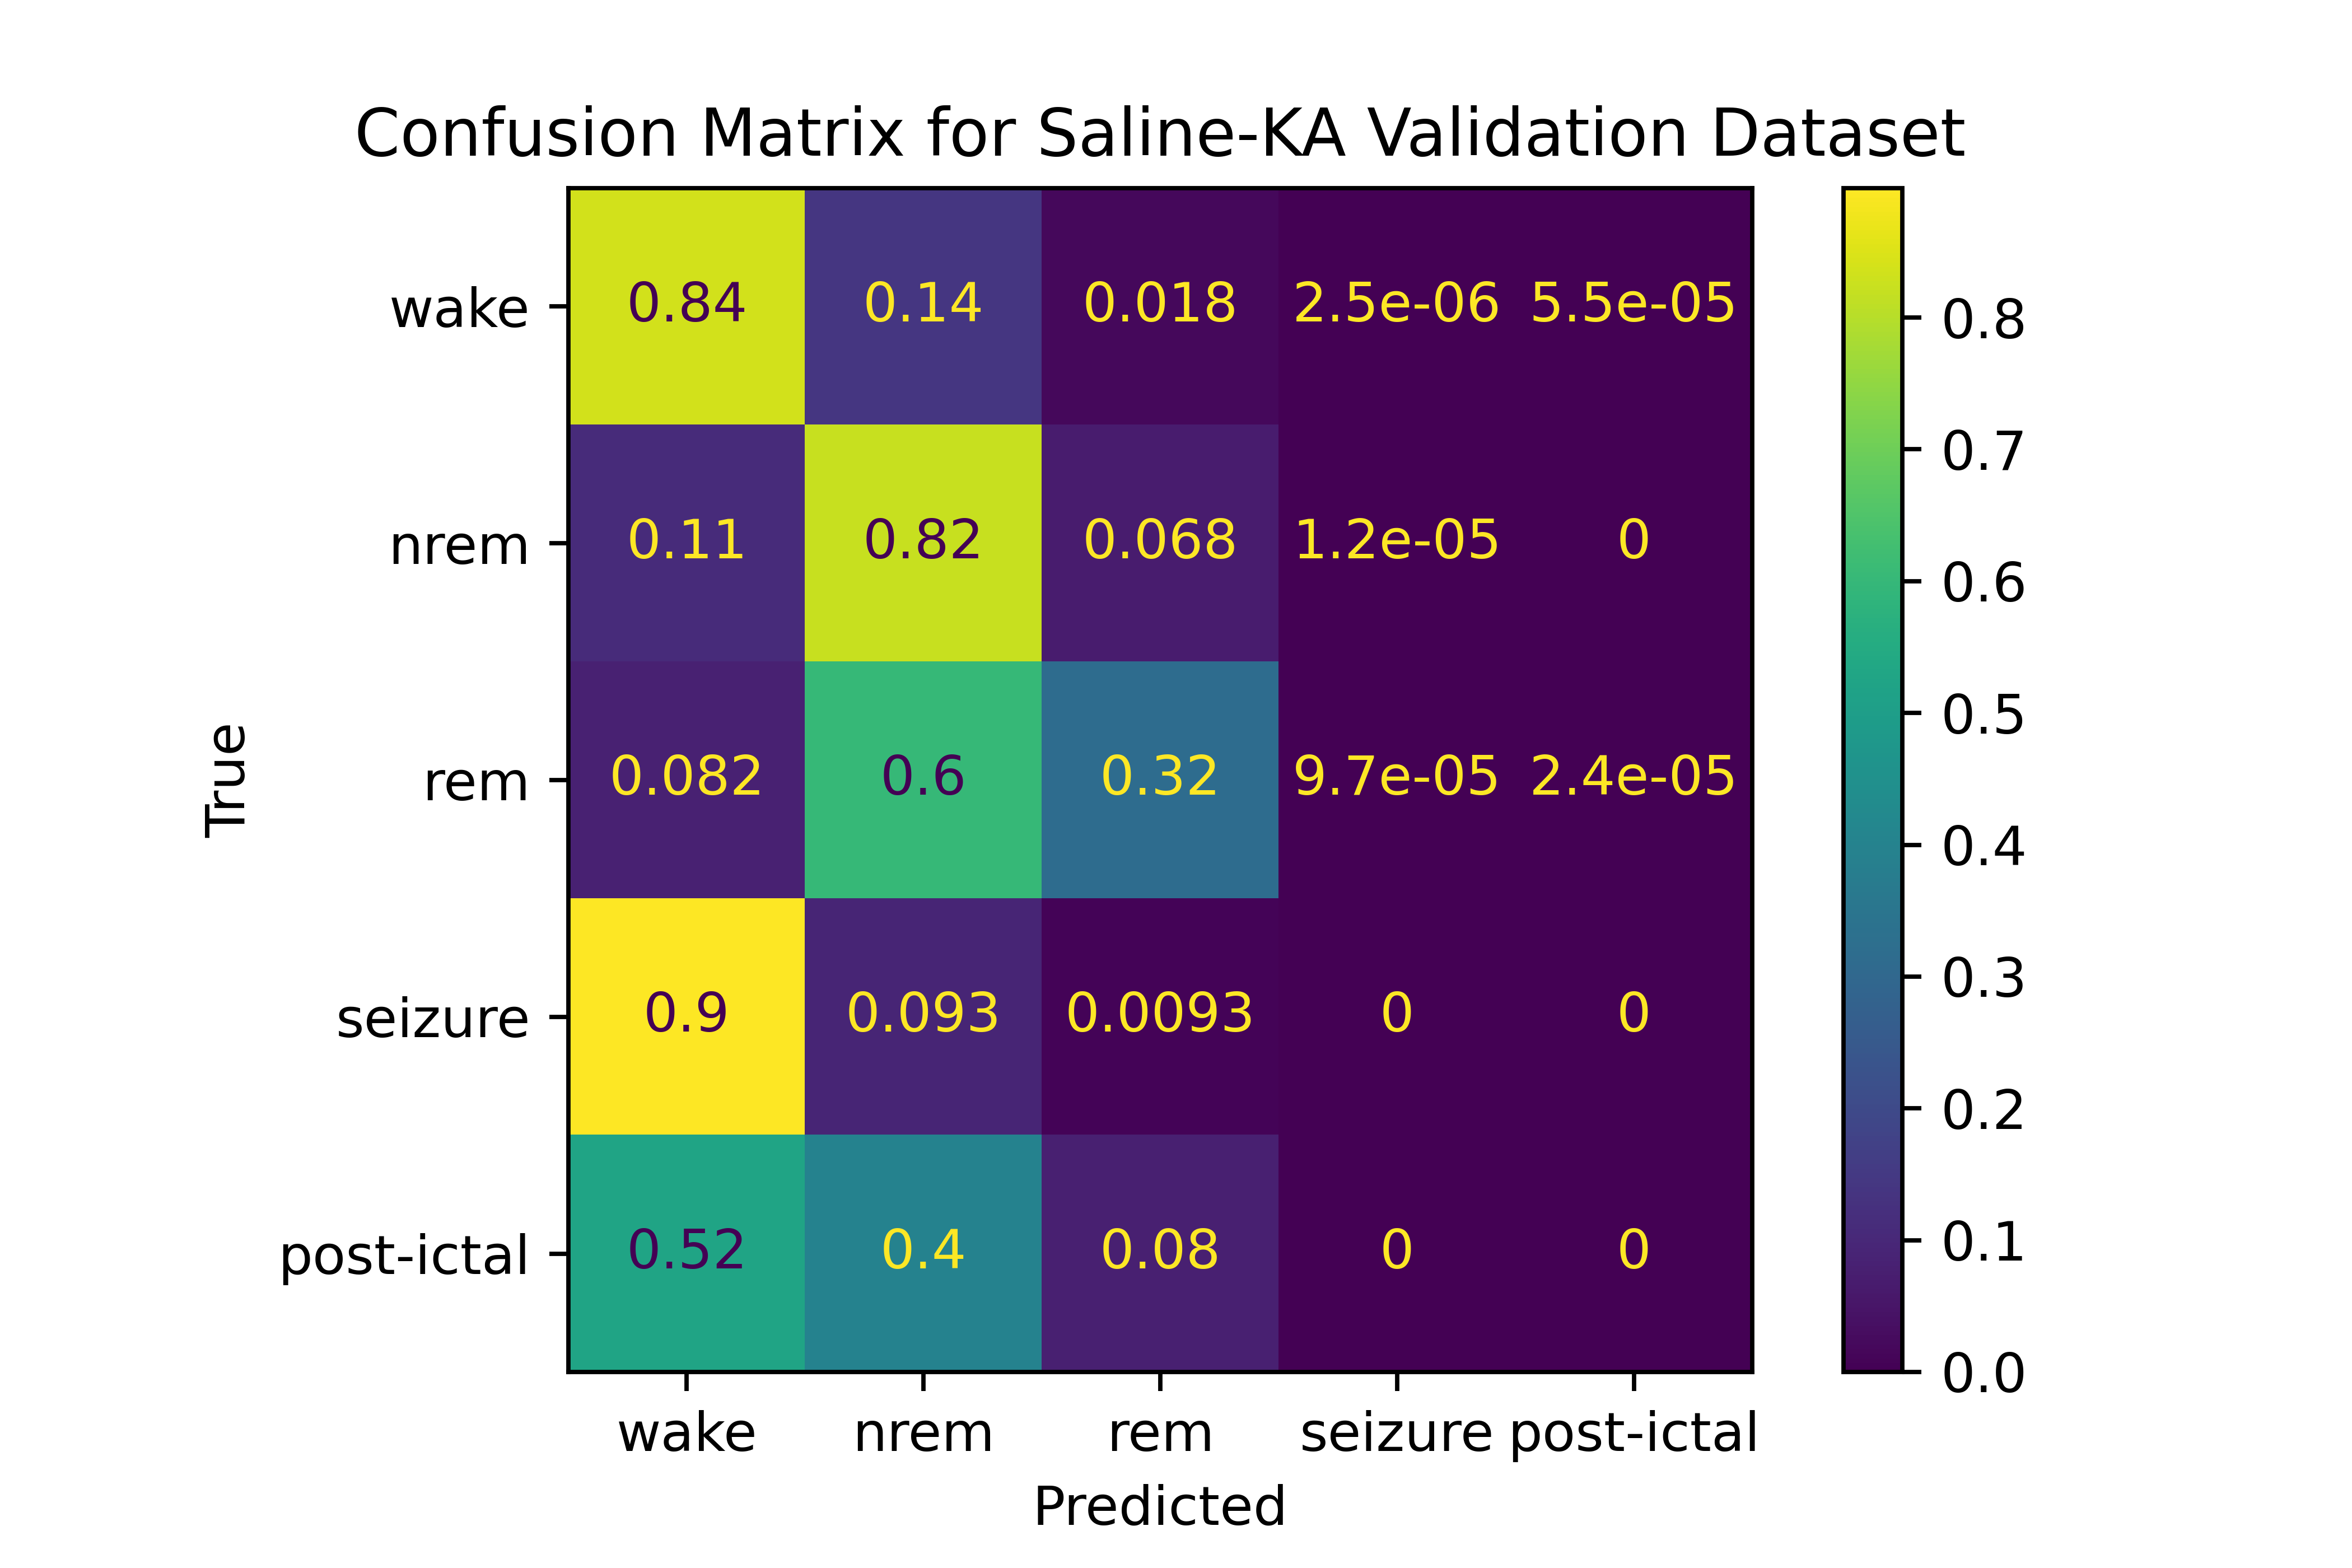 Confusion Matrix for Saline-KA Validation Dataset
wake 0.84 0.14 0.018 2.5e-06 5.5e-05
nrem 0.11 0.82 0.068 1.2e-05 0
rem 0.082 0.6 0.32 9.7e-05 2.4e-05
seizure 0.9 0.093 0.0093 0 0
post-ictal 0.52 0.4 0.08 0 0
wake nrem rem seizure post-ictal
Predicted
True
0.8
0.7
0.6
0.5
0.4
0.3
0.2
0.1
0.0